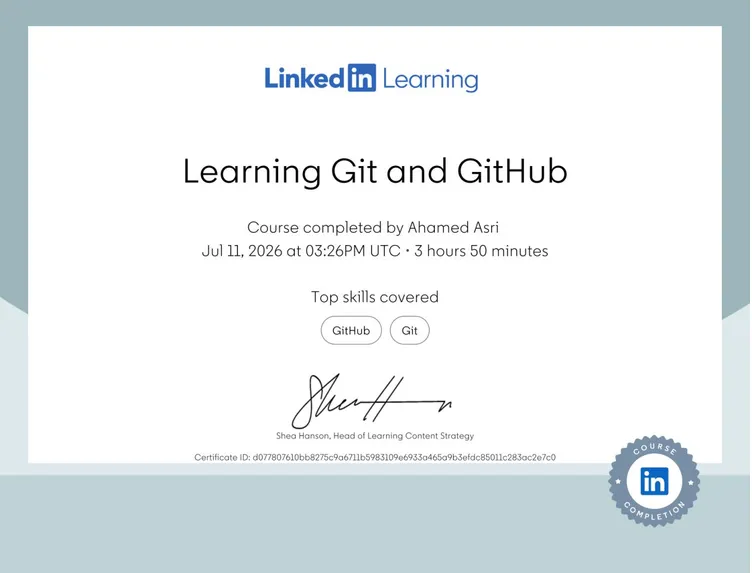 Linked in Learning
Learning Git and GitHub
Course completed by Ahamed Asri
Jul 11, 2026 at 03:26PM UTC • 3 hours 50 minutes
Top skills covered
GitHub Git
Shea Hanson, Head of Learning Content Strategy
Certificate ID: d077807610bb8275c9a6711b5983109e6933a465a9b3efdc85011c283ac2e7c0
COURSE
in
COMPLETION